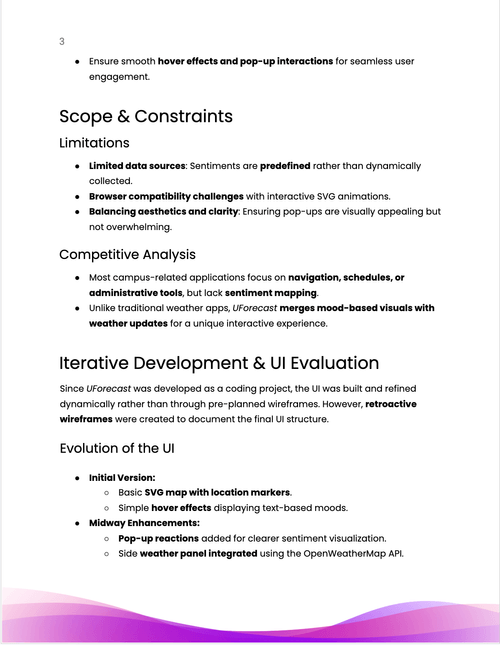 3
● Ensure smooth hover effects and pop-up interactions for seamless user
engagement.
Scope & Constraints
Limitations
● Limited data sources: Sentiments are predefined rather than dynamically
collected.
● Browser compatibility challenges with interactive SVG animations.
● Balancing aesthetics and clarity: Ensuring pop-ups are visually appealing but
not overwhelming.
Competitive Analysis
● Most campus-related applications focus on navigation, schedules, or
administrative tools, but lack sentiment mapping.
● Unlike traditional weather apps, UForecast merges mood-based visuals with
weather updates for a unique interactive experience.
Iterative Development & UI Evaluation
Since UForecast was developed as a coding project, the UI was built and refined
dynamically rather than through pre-planned wireframes. However, retroactive
wireframes were created to document the final UI structure.
Evolution of the UI
● Initial Version:
○ Basic SVG map with location markers.
○ Simple hover effects displaying text-based moods.
● Midway Enhancements:
○ Pop-up reactions added for clearer sentiment visualization.
○ Side weather panel integrated using the OpenWeatherMap API.